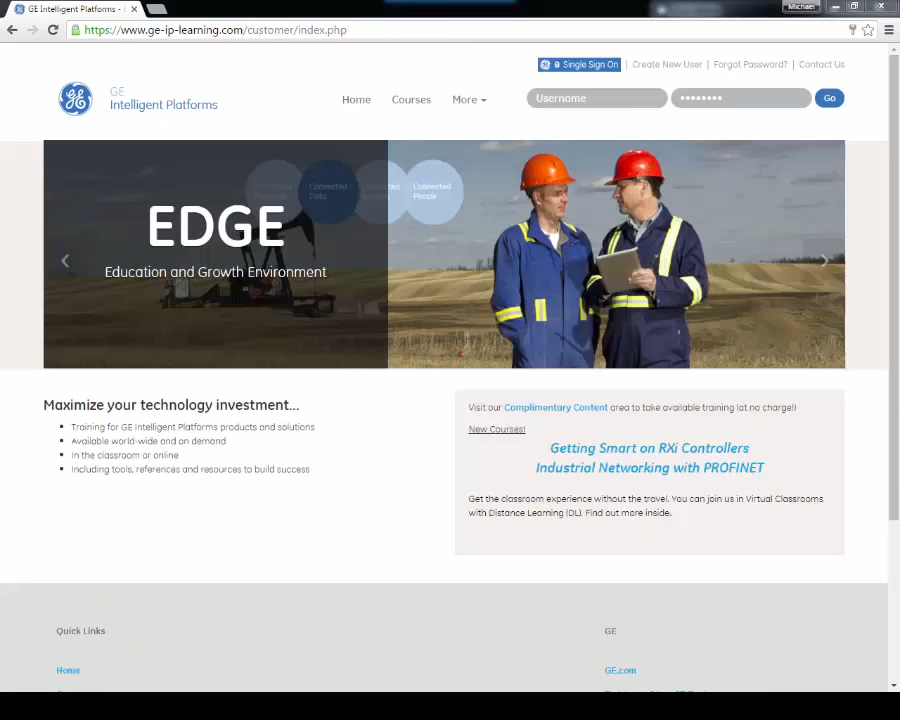 GE Intelligent Platforms -
Michael
https://www.ge-ip-learning.com/customer/index.php
Single Sign On | Create New User | Forgot Password? | Contact Us
GE
Intelligent Platforms
Home Courses More
Username •••••••• Go
Connected
Data
Connected
People
EDGE
Education and Growth Environment
Maximize your technology investment...
Training for GE Intelligent Platforms products and solutions
Available world-wide and on demand
In the classroom or online
Including tools, references and resources to build success
Visit our Complimentary Content area to take available training (at no charge!)
New Courses!
Getting Smart on RXi Controllers
Industrial Networking with PROFINET
Get the classroom experience without the travel. You can join us in Virtual Classrooms
with Distance Learning (DL). Find out more inside.
Quick Links
GE
Home
GE.com